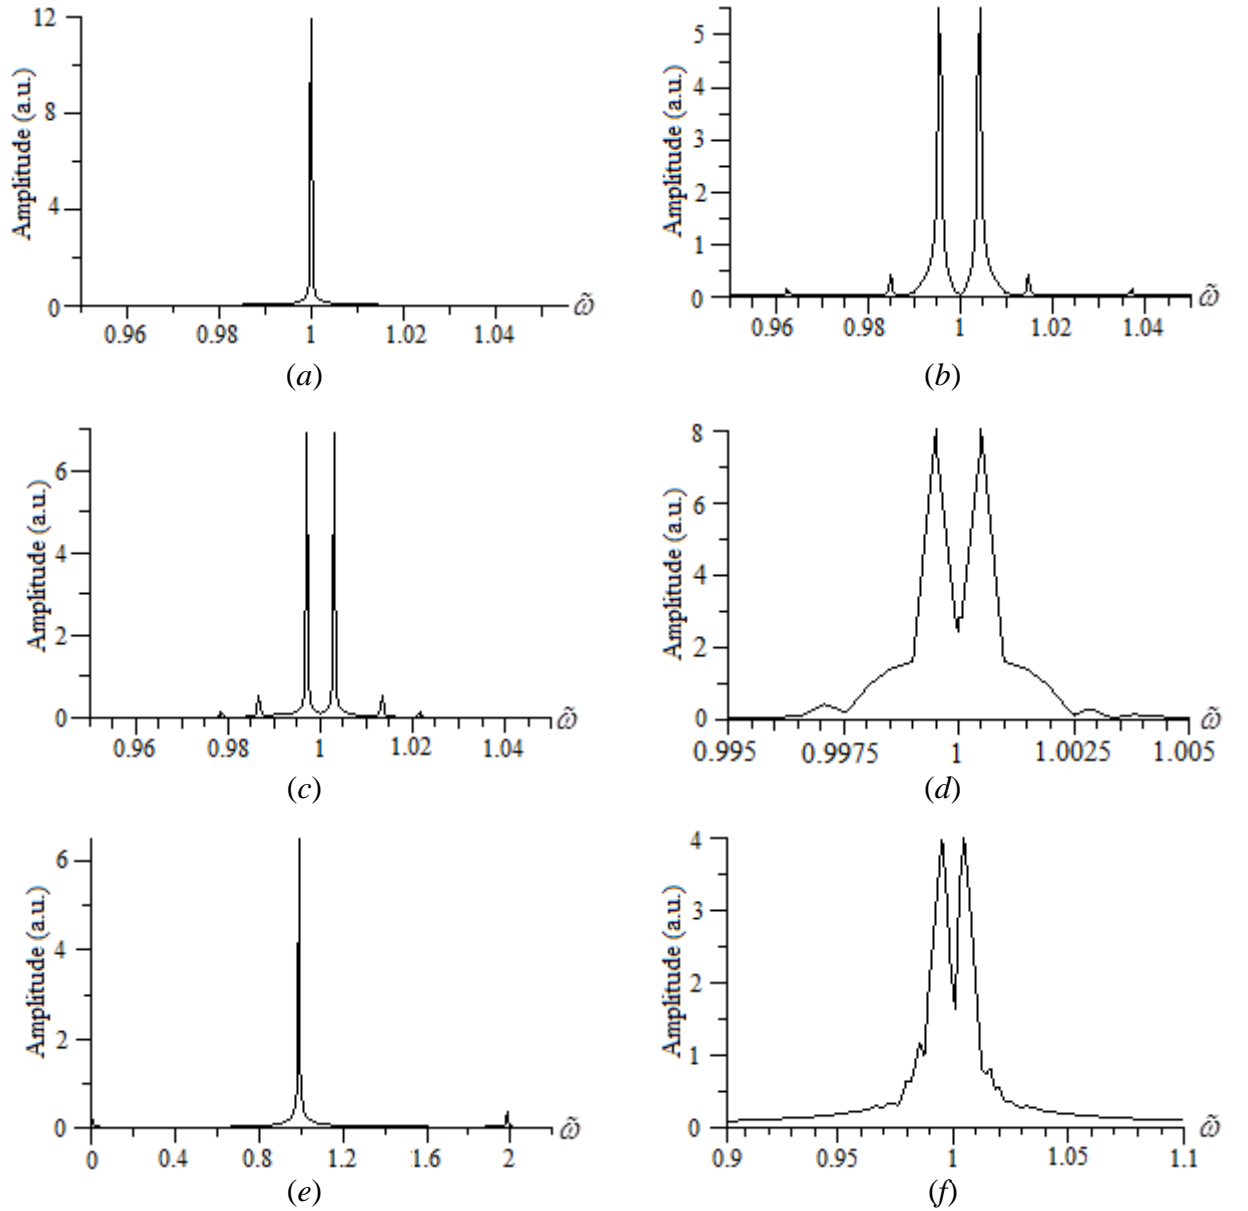 Amplitude (a.u.)
12
8
4
0
0.96 0.98 1 1.02 1.04
ω̃
(a)
Amplitude (a.u.)
5
4
3
2
1
0
0.96 0.98 1 1.02 1.04
ω̃
(b)
Amplitude (a.u.)
6
4
2
0
0.96 0.98 1 1.02 1.04
ω̃
(c)
Amplitude (a.u.)
8
6
4
2
0
0.995 0.9975 1 1.0025 1.005
ω̃
(d)
Amplitude (a.u.)
6
4
2
0
0 0.4 0.8 1.2 1.6 2
ω̃
(e)
Amplitude (a.u.)
4
3
2
1
0
0.9 0.95 1 1.05 1.1
ω̃
(f)